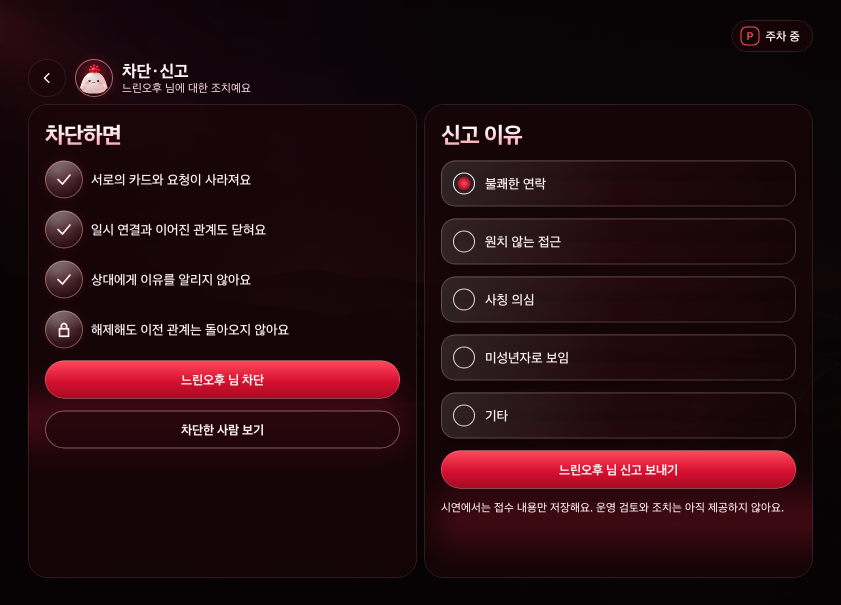 P 주차 중
차단·신고
느린오후 님에 대한 조치예요
차단하면
서로의 카드와 요청이 사라져요
일시 연결과 이어진 관계도 닫혀요
상대에게 이유를 알리지 않아요
해제해도 이전 관계는 돌아오지 않아요
느린오후 님 차단
차단한 사람 보기
신고 이유
불쾌한 연락
원치 않는 접근
사칭 의심
미성년자로 보임
기타
느린오후 님 신고 보내기
시연에서는 접수 내용만 저장해요. 운영 검토와 조치는 아직 제공하지 않아요.